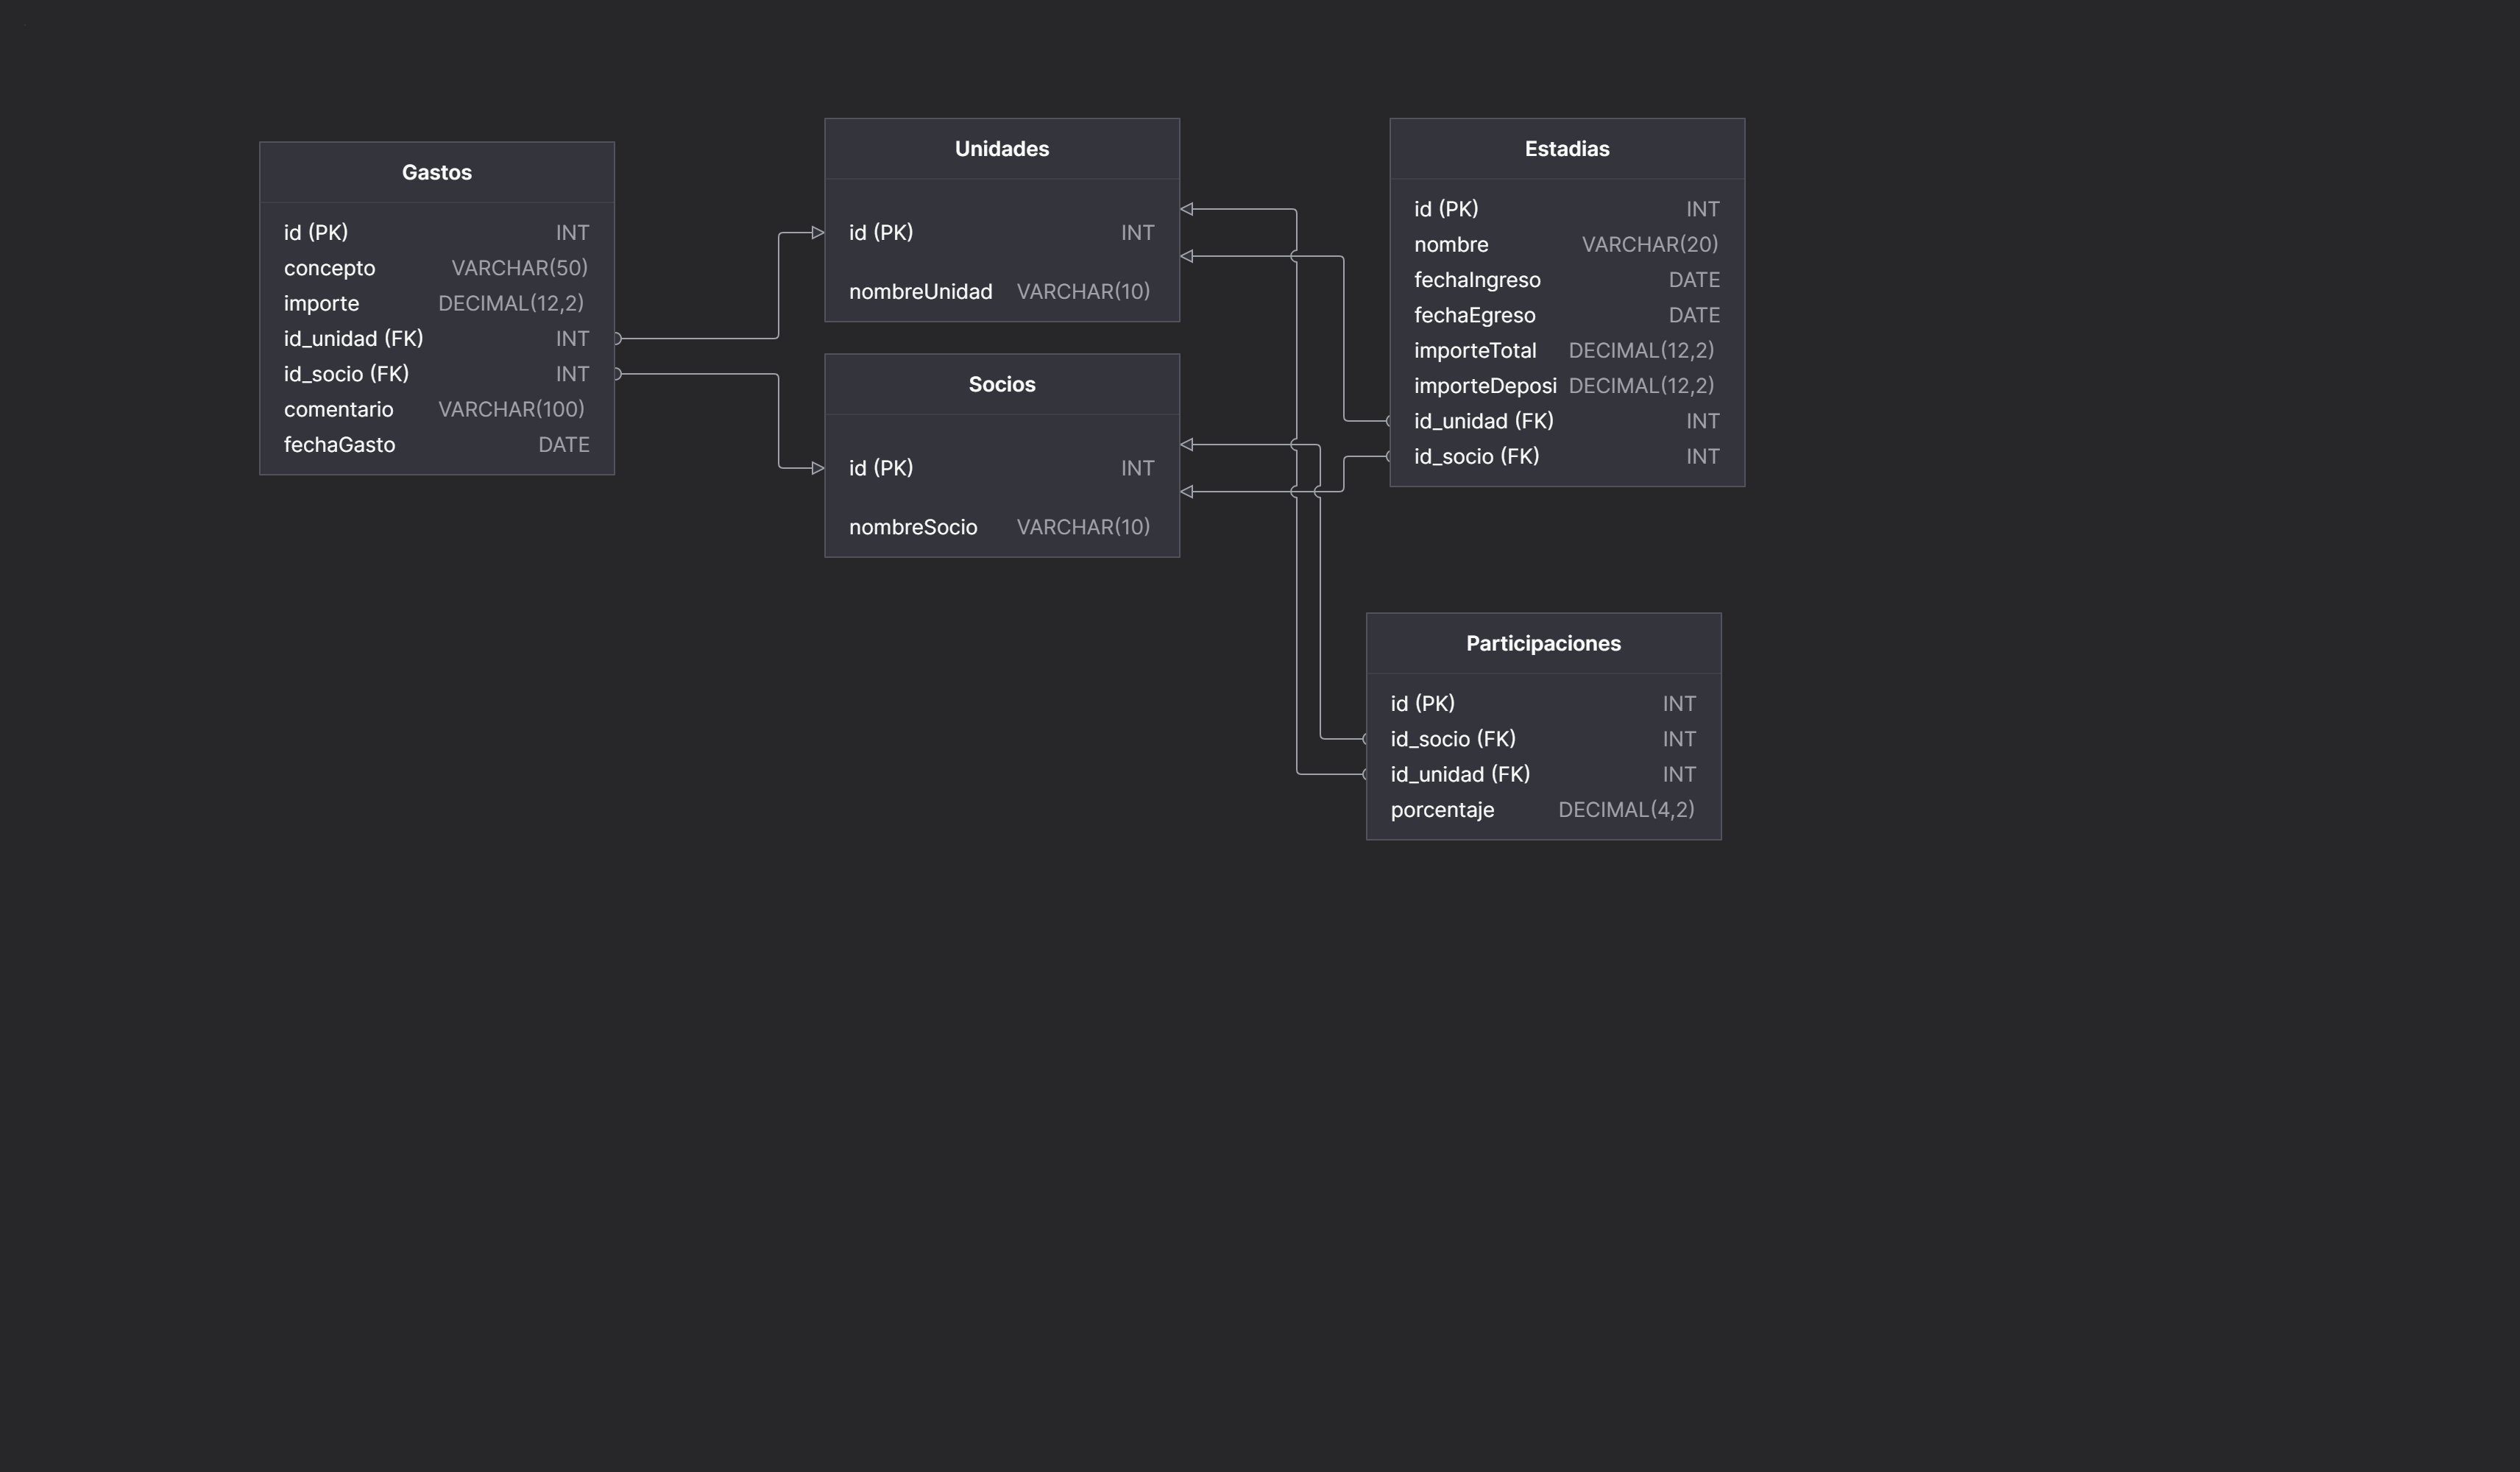 Gastos
id (PK) INT
concepto VARCHAR(50)
importe DECIMAL(12,2)
id_unidad (FK) INT
id_socio (FK) INT
comentario VARCHAR(100)
fechaGasto DATE
Unidades
id (PK) INT
nombreUnidad VARCHAR(10)
Socios
id (PK) INT
nombreSocio VARCHAR(10)
Estadias
id (PK) INT
nombre VARCHAR(20)
fechaIngreso DATE
fechaEgreso DATE
importeTotal DECIMAL(12,2)
importeDeposi DECIMAL(12,2)
id_unidad (FK) INT
id_socio (FK) INT
Participaciones
id (PK) INT
id_socio (FK) INT
id_unidad (FK) INT
porcentaje DECIMAL(4,2)